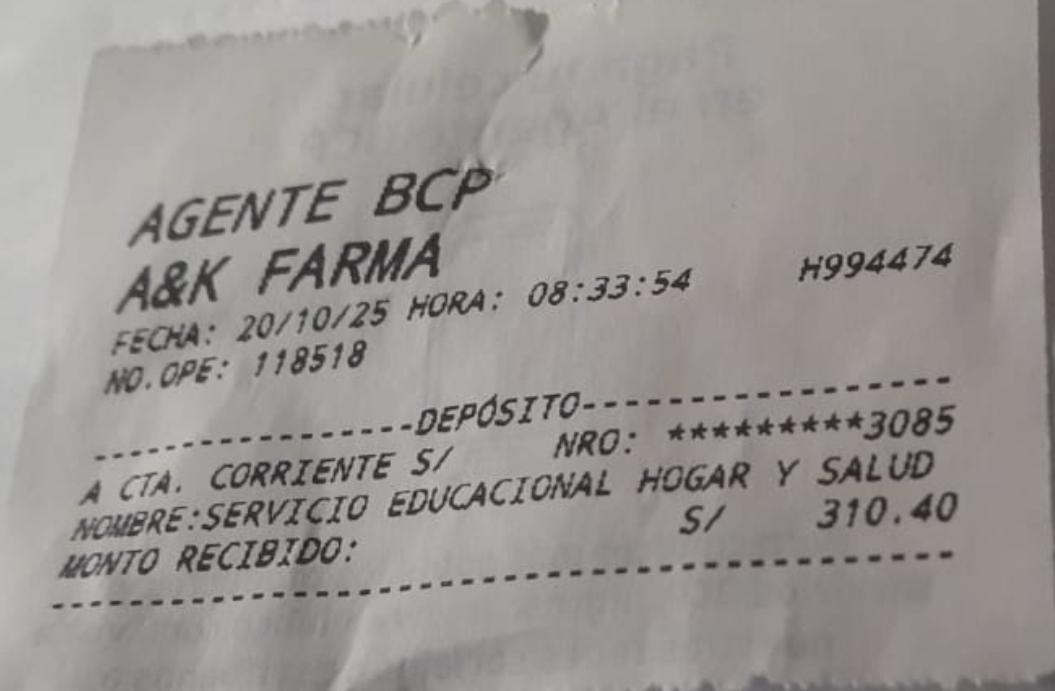 AGENTE BCP
A&K FARMA
FECHA: 20/10/25 HORA: 08:33:54 H994474
NO.OPE: 118518
-----------------DEPÓSITO-------------------
A CTA. CORRIENTE S/ NRO: *********3085
NOMBRE:SERVICIO EDUCACIONAL HOGAR Y SALUD
MONTO RECIBIDO: S/ 310.40
--------------------------------------------